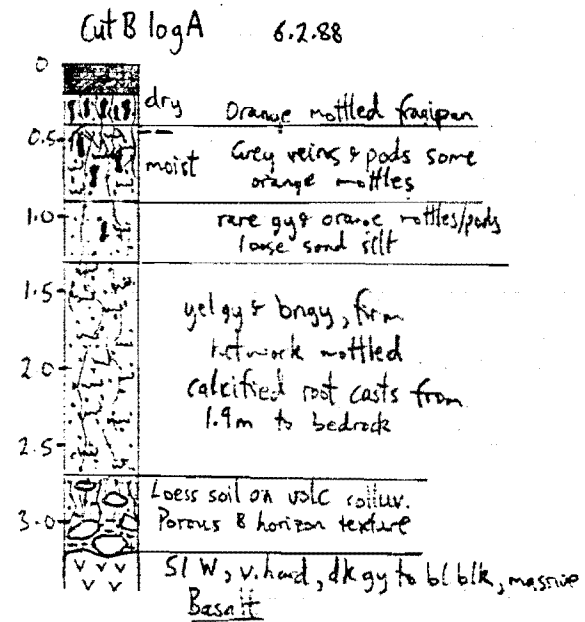 Cut B log A 6.2.88
0
dry Orange mottled fragipan
0.5
moist Grey veins & pods some
orange mottles
1.0
rare gy & orange mottles/pods
loose sand silt
1.5
yel gy & brngy, firm
network mottled
2.0
calcified root casts from
1.9m to bedrock
2.5
Loess soil on volc colluv.
3.0
Porous B horizon texture
Sl W, v. hard, dk gy to bl blk, massive
Basalt